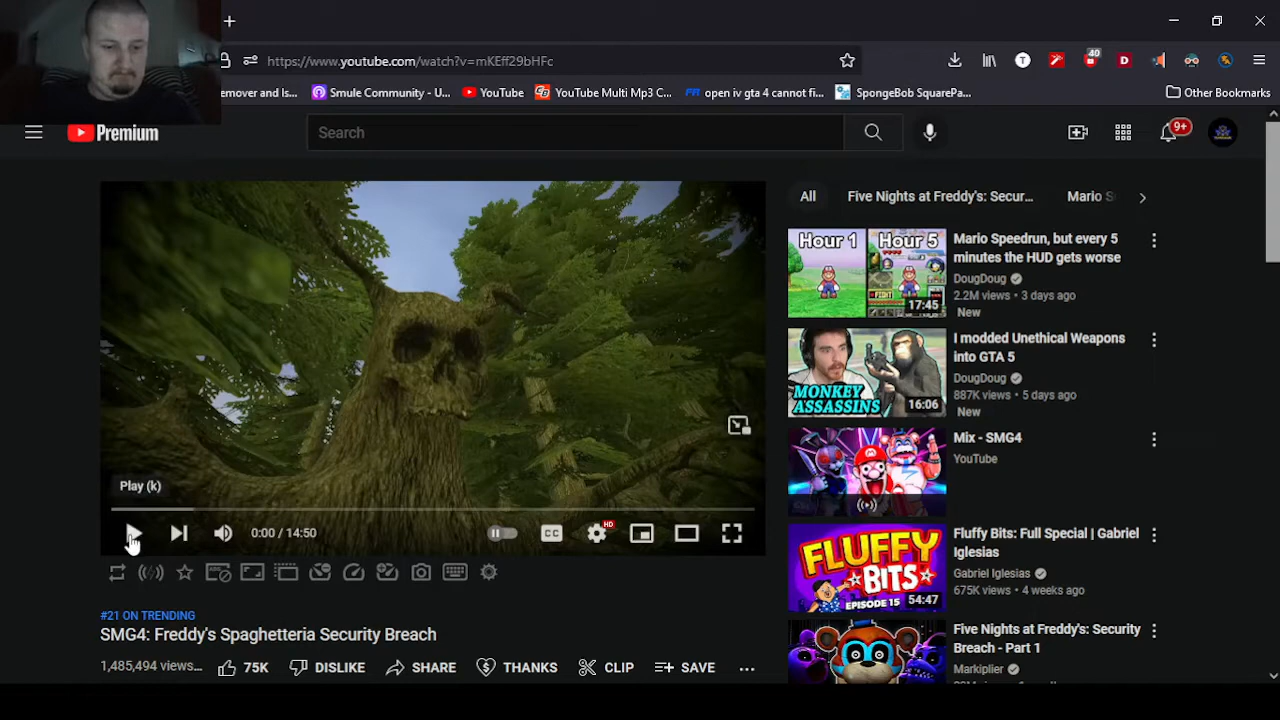 https://www.youtube.com/watch?v=mKEff29bHFc
40
emover and Is...
Smule Community - U...
YouTube
YouTube Multi Mp3 C...
open iv gta 4 cannot fi...
SpongeBob SquarePa...
Other Bookmarks
Premium
Search
9+
All
Five Nights at Freddy's: Secur...
Mario S
Hour 1
Hour 5
17:45
Mario Speedrun, but every 5
minutes the HUD gets worse
DougDoug
2.2M views • 3 days ago
New
MONKEY
ASSASSINS
16:06
I modded Unethical Weapons
into GTA 5
DougDoug
887K views • 5 days ago
New
Mix - SMG4
YouTube
FLUFFY
BITS
EPISODE 15
54:47
Fluffy Bits: Full Special | Gabriel
Iglesias
Gabriel Iglesias
675K views • 4 weeks ago
Five Nights at Freddy's: Security
Breach - Part 1
Markiplier
Play (k)
0:00 / 14:50
CC
HD
#21 ON TRENDING
SMG4: Freddy's Spaghetteria Security Breach
1,485,494 views...
75K
DISLIKE
SHARE
THANKS
CLIP
SAVE